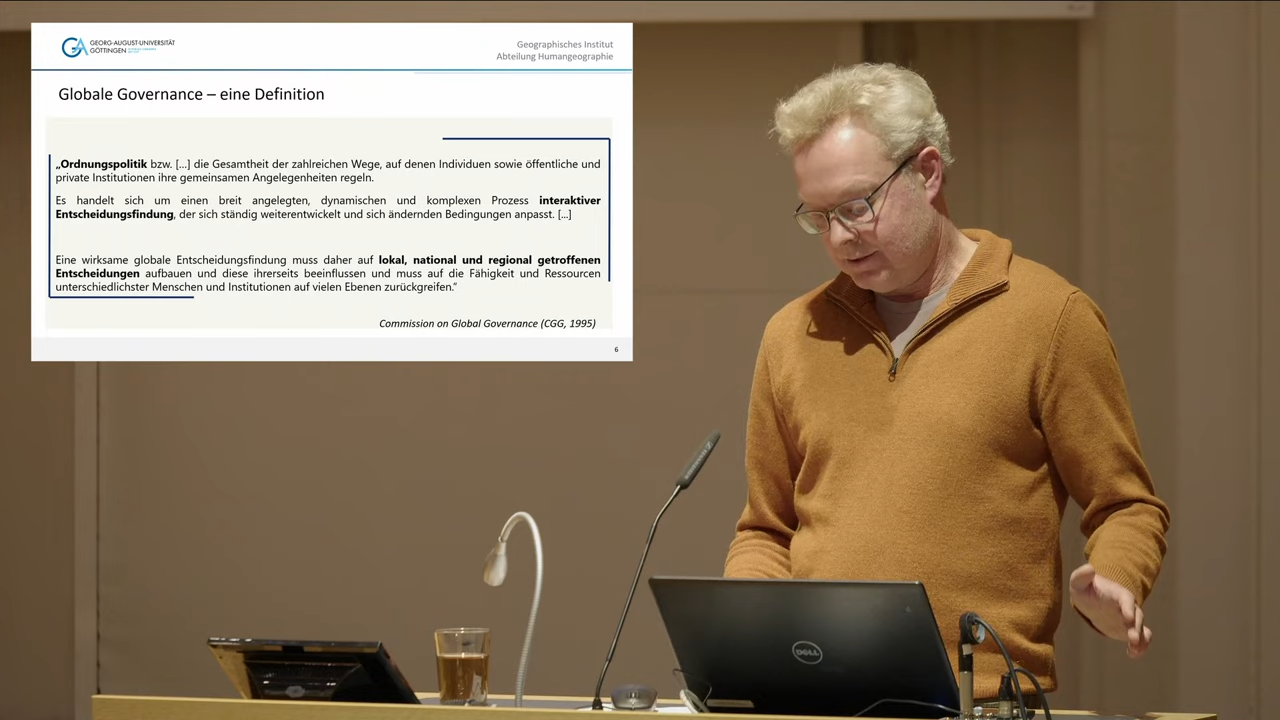 GEORG-AUGUST-UNIVERSITÄT
GÖTTINGEN
Geographisches Institut
Abteilung Humangeographie
Globale Governance – eine Definition
„Ordnungspolitik bzw. [...] die Gesamtheit der zahlreichen Wege, auf denen Individuen sowie öffentliche und
private Institutionen ihre gemeinsamen Angelegenheiten regeln.
Es handelt sich um einen breit angelegten, dynamischen und komplexen Prozess interaktiver
Entscheidungsfindung, der sich ständig weiterentwickelt und sich ändernden Bedingungen anpasst. [...]
Eine wirksame globale Entscheidungsfindung muss daher auf lokal, national und regional getroffenen
Entscheidungen aufbauen und diese ihrerseits beeinflussen und muss auf die Fähigkeit und Ressourcen
unterschiedlichster Menschen und Institutionen auf vielen Ebenen zurückgreifen.“
Commission on Global Governance (CGG, 1995)
6
DELL